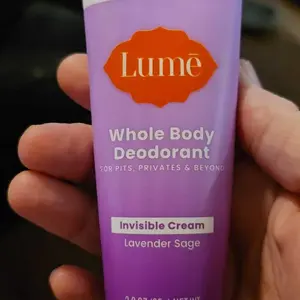 Lumē
Whole Body
Deodorant
FOR PITS, PRIVATES & BEYOND
Invisible Cream
Lavender Sage